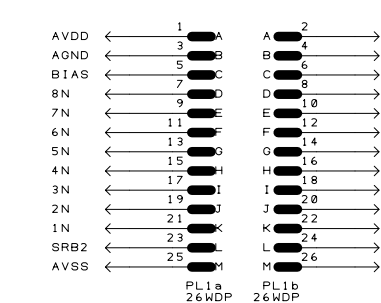 1 2
AVDD A A
3 4
AGND B B
5 6
BIAS C C
7 8
8N D D
9 10
7N E E
11 12
6N F F
13 14
5N G G
15 16
4N H H
17 18
3N I I
19 20
2N J J
21 22
1N K K
23 24
SRB2 L L
25 26
AVSS M M
PL1a PL1b
26WDP 26WDP